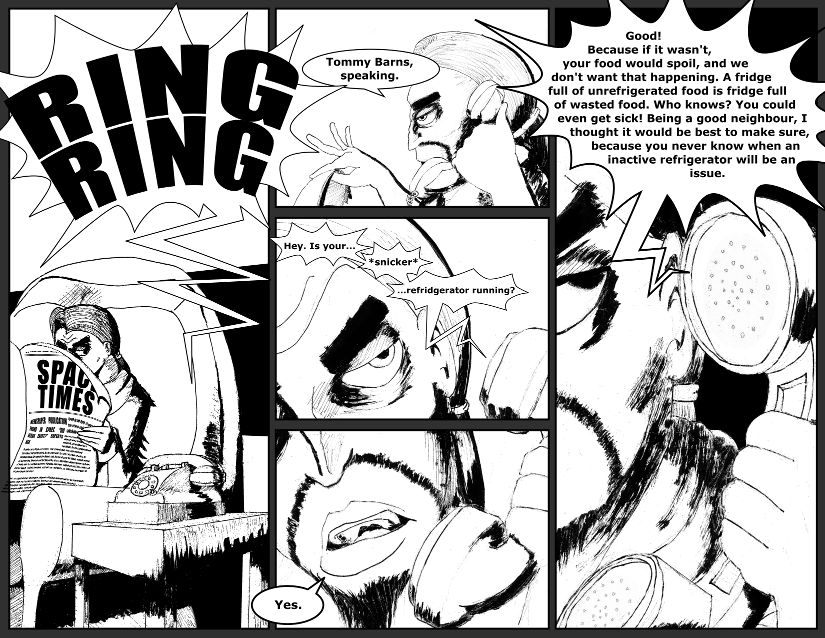 RING
RING
SPAC
TIMES
Tommy Barns,
speaking.
Hey. Is your...
*snicker*
...refridgerator running?
Yes.
Good!
Because if it wasn't,
your food would spoil, and we
don't want that happening. A fridge
full of unrefrigerated food is fridge full
of wasted food. Who knows? You could
even get sick! Being a good neighbour, I
thought it would be best to make sure,
because you never know when an
inactive refrigerator will be an
issue.